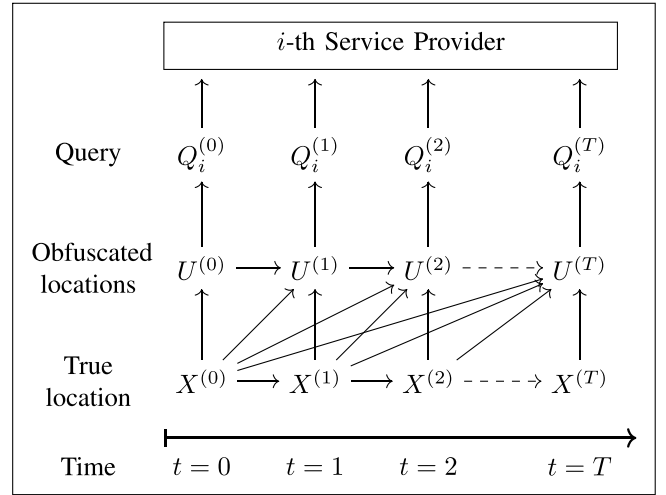 i-th Service Provider
Query Q_i^{(0)} Q_i^{(1)} Q_i^{(2)} Q_i^{(T)}
Obfuscated
locations U^{(0)} U^{(1)} U^{(2)} U^{(T)}
True
location X^{(0)} X^{(1)} X^{(2)} X^{(T)}
Time t = 0 t = 1 t = 2 t = T